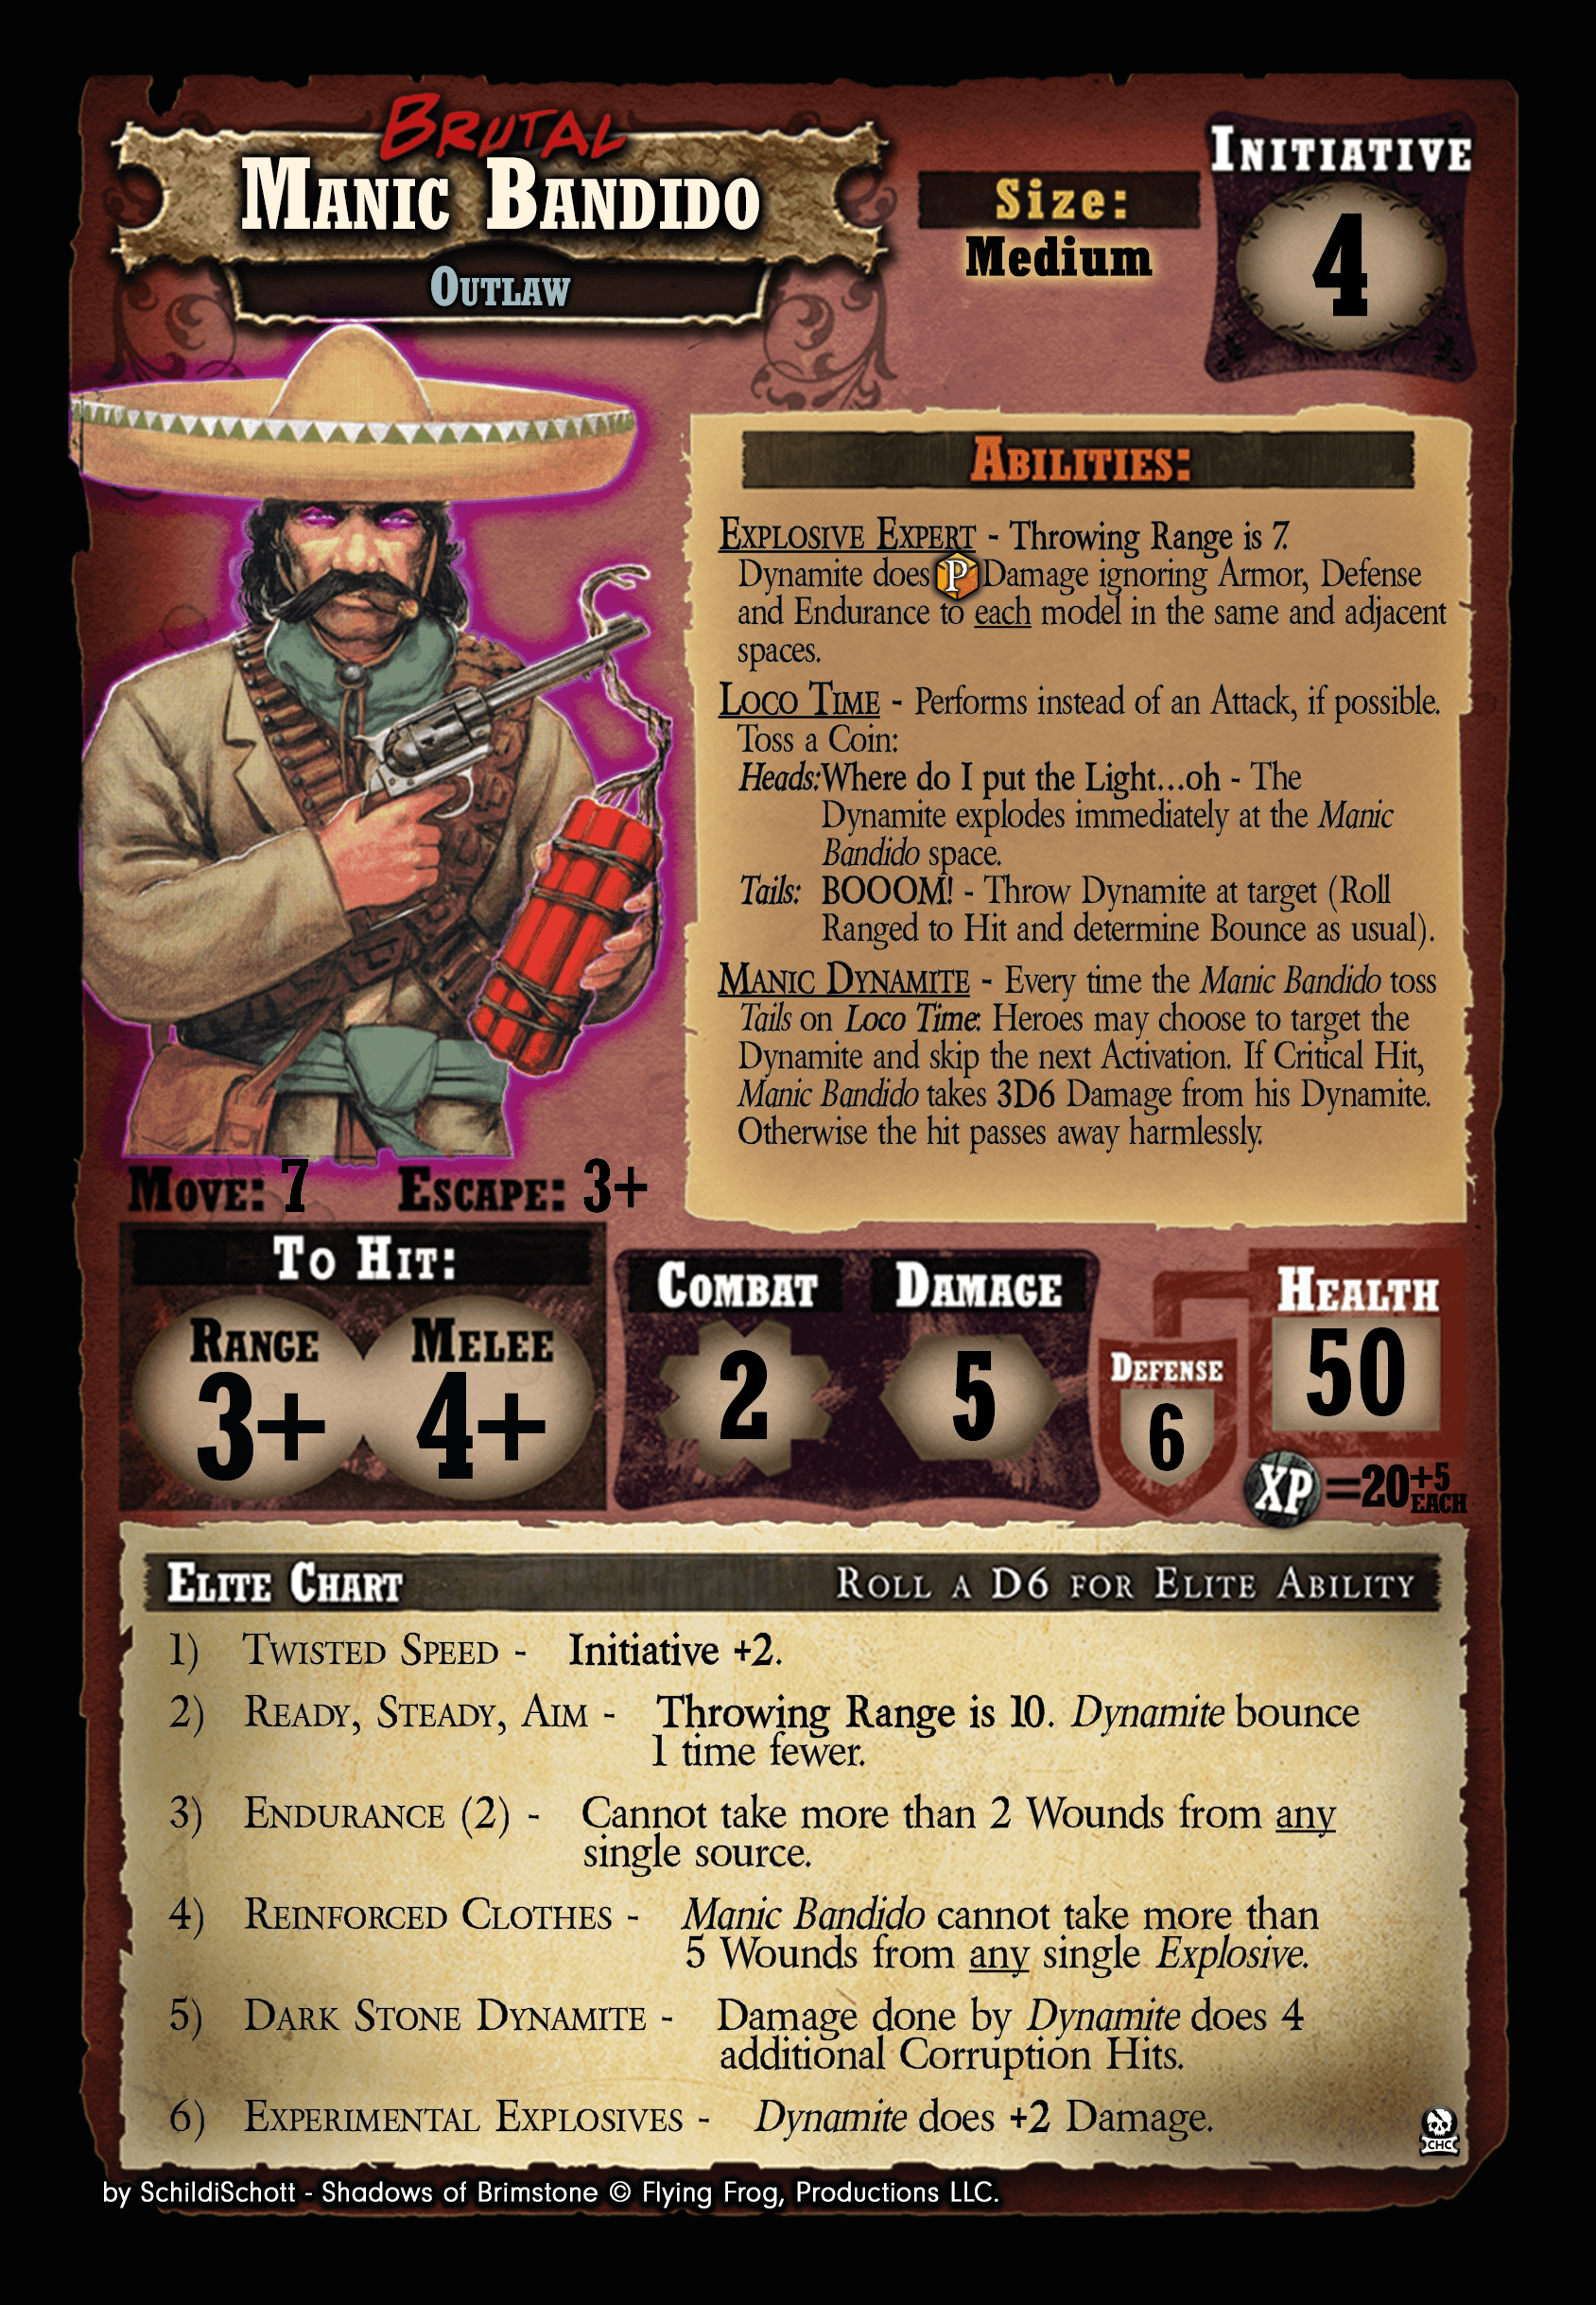 Brutal
Manic Bandido
Outlaw
Size:
Medium
Initiative
4
Abilities:
Explosive Expert - Throwing Range is 7.
Dynamite does P Damage ignoring Armor, Defense
and Endurance to each model in the same and adjacent
spaces.
Loco Time - Performs instead of an Attack, if possible.
Toss a Coin:
Heads: Where do I put the Light...oh - The
Dynamite explodes immediately at the Manic
Bandido space.
Tails: BOOOM! - Throw Dynamite at target (Roll
Ranged to Hit and determine Bounce as usual).
Manic Dynamite - Every time the Manic Bandido toss
Tails on Loco Time: Heroes may choose to target the
Dynamite and skip the next Activation. If Critical Hit,
Manic Bandido takes 3D6 Damage from his Dynamite.
Otherwise the hit passes away harmlessly.
Move: 7 Escape: 3+
To Hit:
Range Melee
3+ 4+
Combat Damage
2 5
Defense
6
Health
50
XP =20 +5 EACH
Elite Chart Roll a D6 for Elite Ability
1) Twisted Speed - Initiative +2.
2) Ready, Steady, Aim - Throwing Range is 10. Dynamite bounce
1 time fewer.
3) Endurance (2) - Cannot take more than 2 Wounds from any
single source.
4) Reinforced Clothes - Manic Bandido cannot take more than
5 Wounds from any single Explosive.
5) Dark Stone Dynamite - Damage done by Dynamite does 4
additional Corruption Hits.
6) Experimental Explosives - Dynamite does +2 Damage.
CHC
by SchildiSchott - Shadows of Brimstone © Flying Frog, Productions LLC.